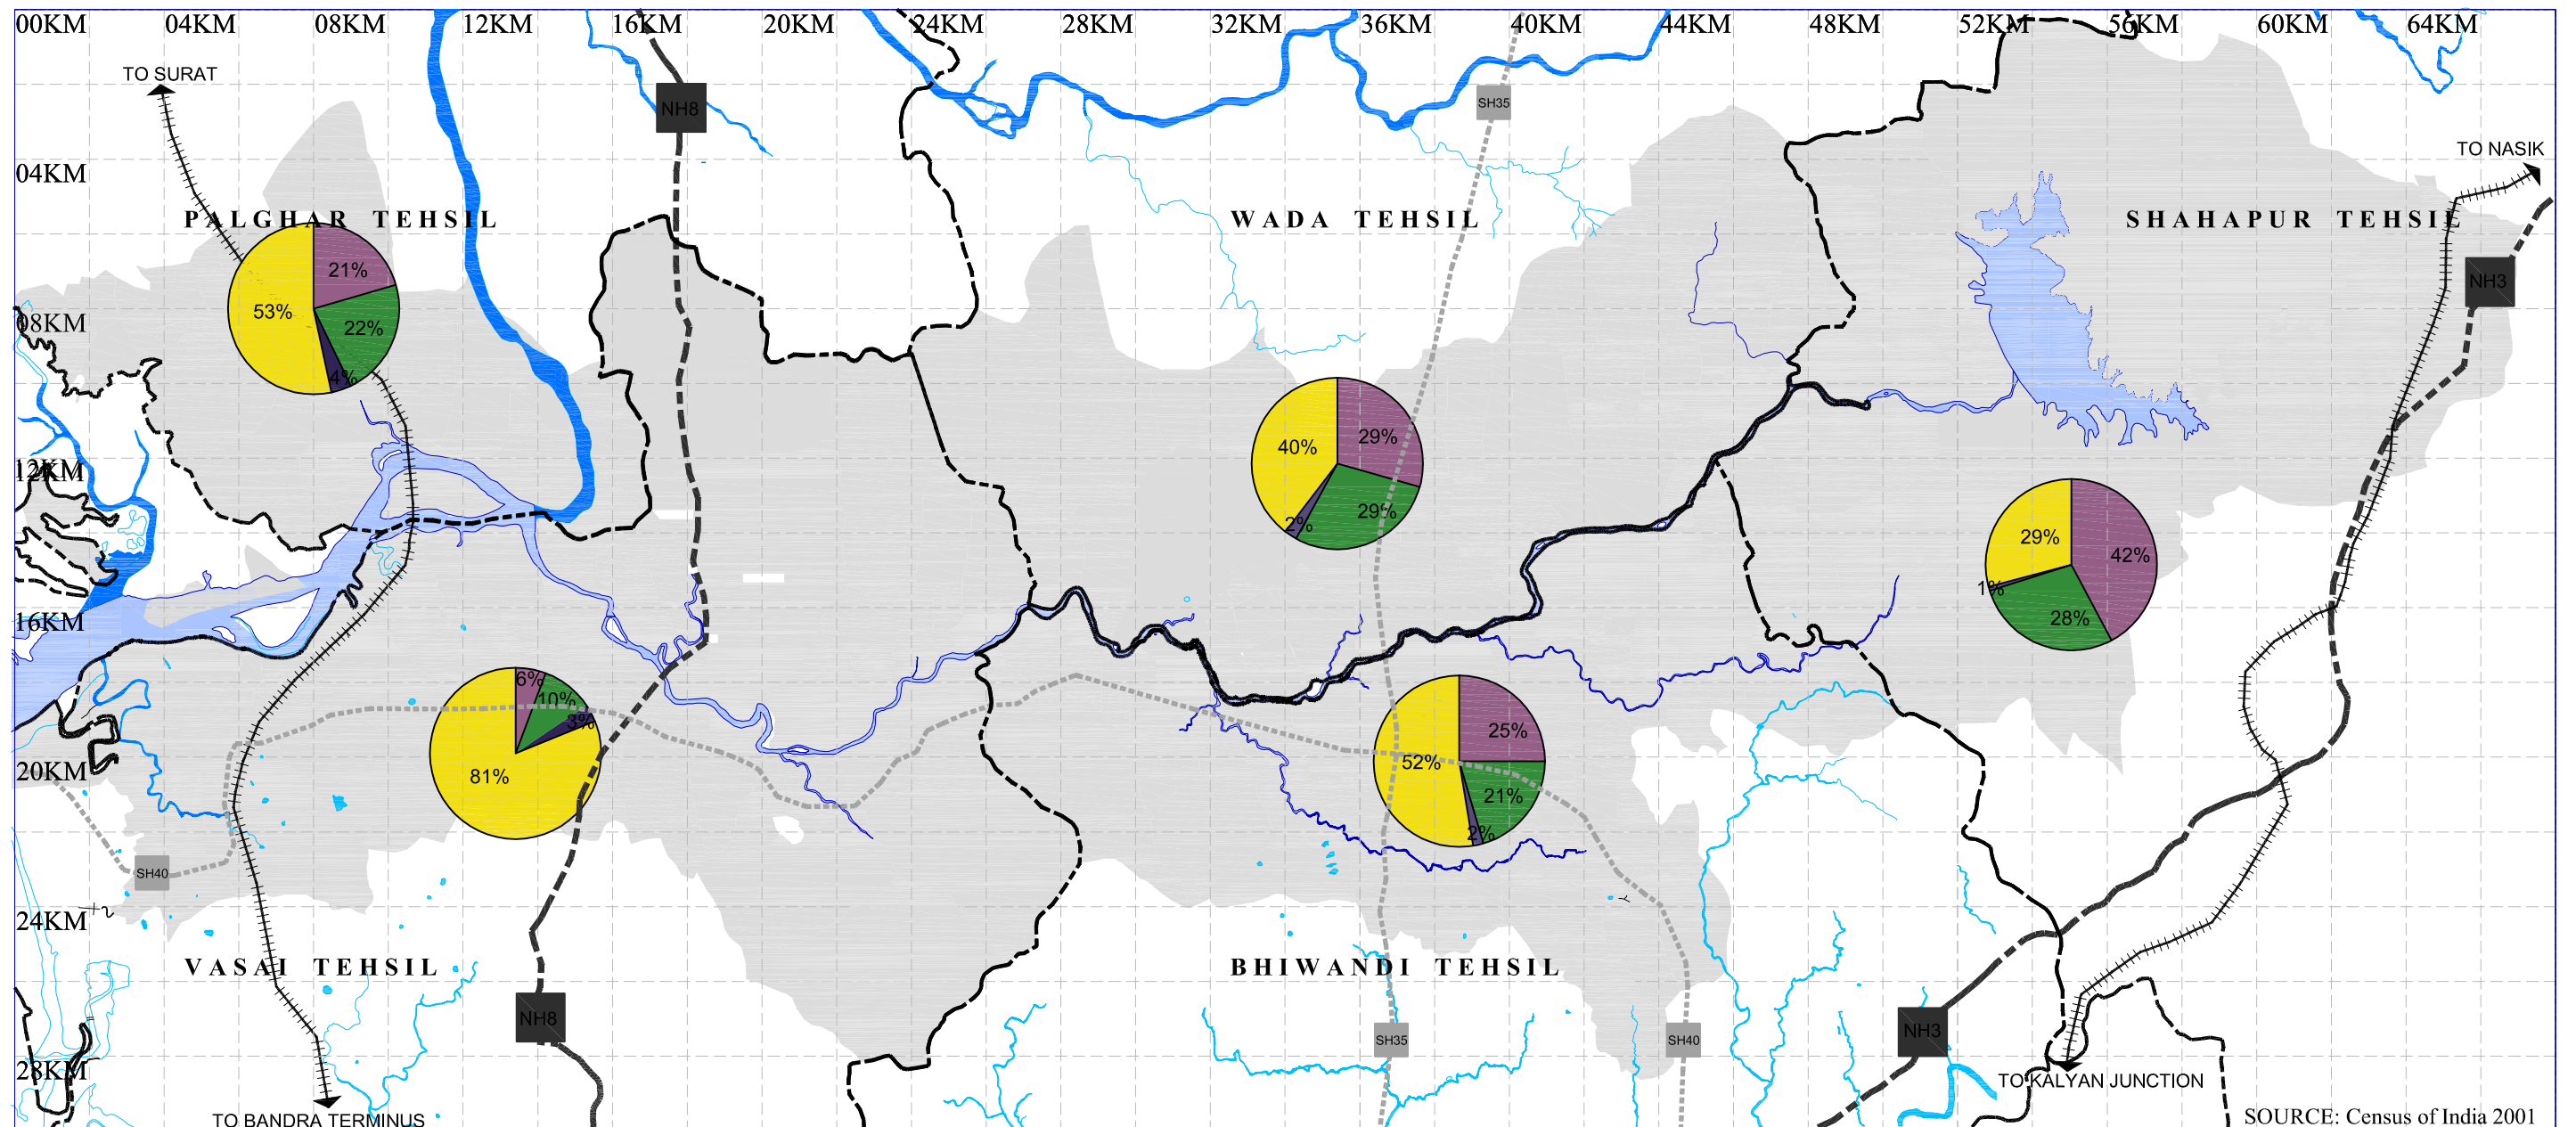 00KM 04KM 08KM 12KM 16KM 20KM 24KM 28KM 32KM 36KM 40KM 44KM 48KM 52KM 56KM 60KM 64KM
TO SURAT
NH8
SH35
TO NASIK
04KM
PALGHAR TEHSIL
WADA TEHSIL
SHAHAPUR TEHSIL
21%
53%
22%
4%
NH3
08KM
29%
40%
29%
2%
12KM
29%
42%
1%
28%
16KM
6%
10%
3%
81%
25%
52%
21%
2%
20KM
SH40
24KM
VASAI TEHSIL
BHIWANDI TEHSIL
NH8
SH35
SH40
NH3
28KM
TO KALYAN JUNCTION
TO BANDRA TERMINUS
SOURCE: Census of India 2001